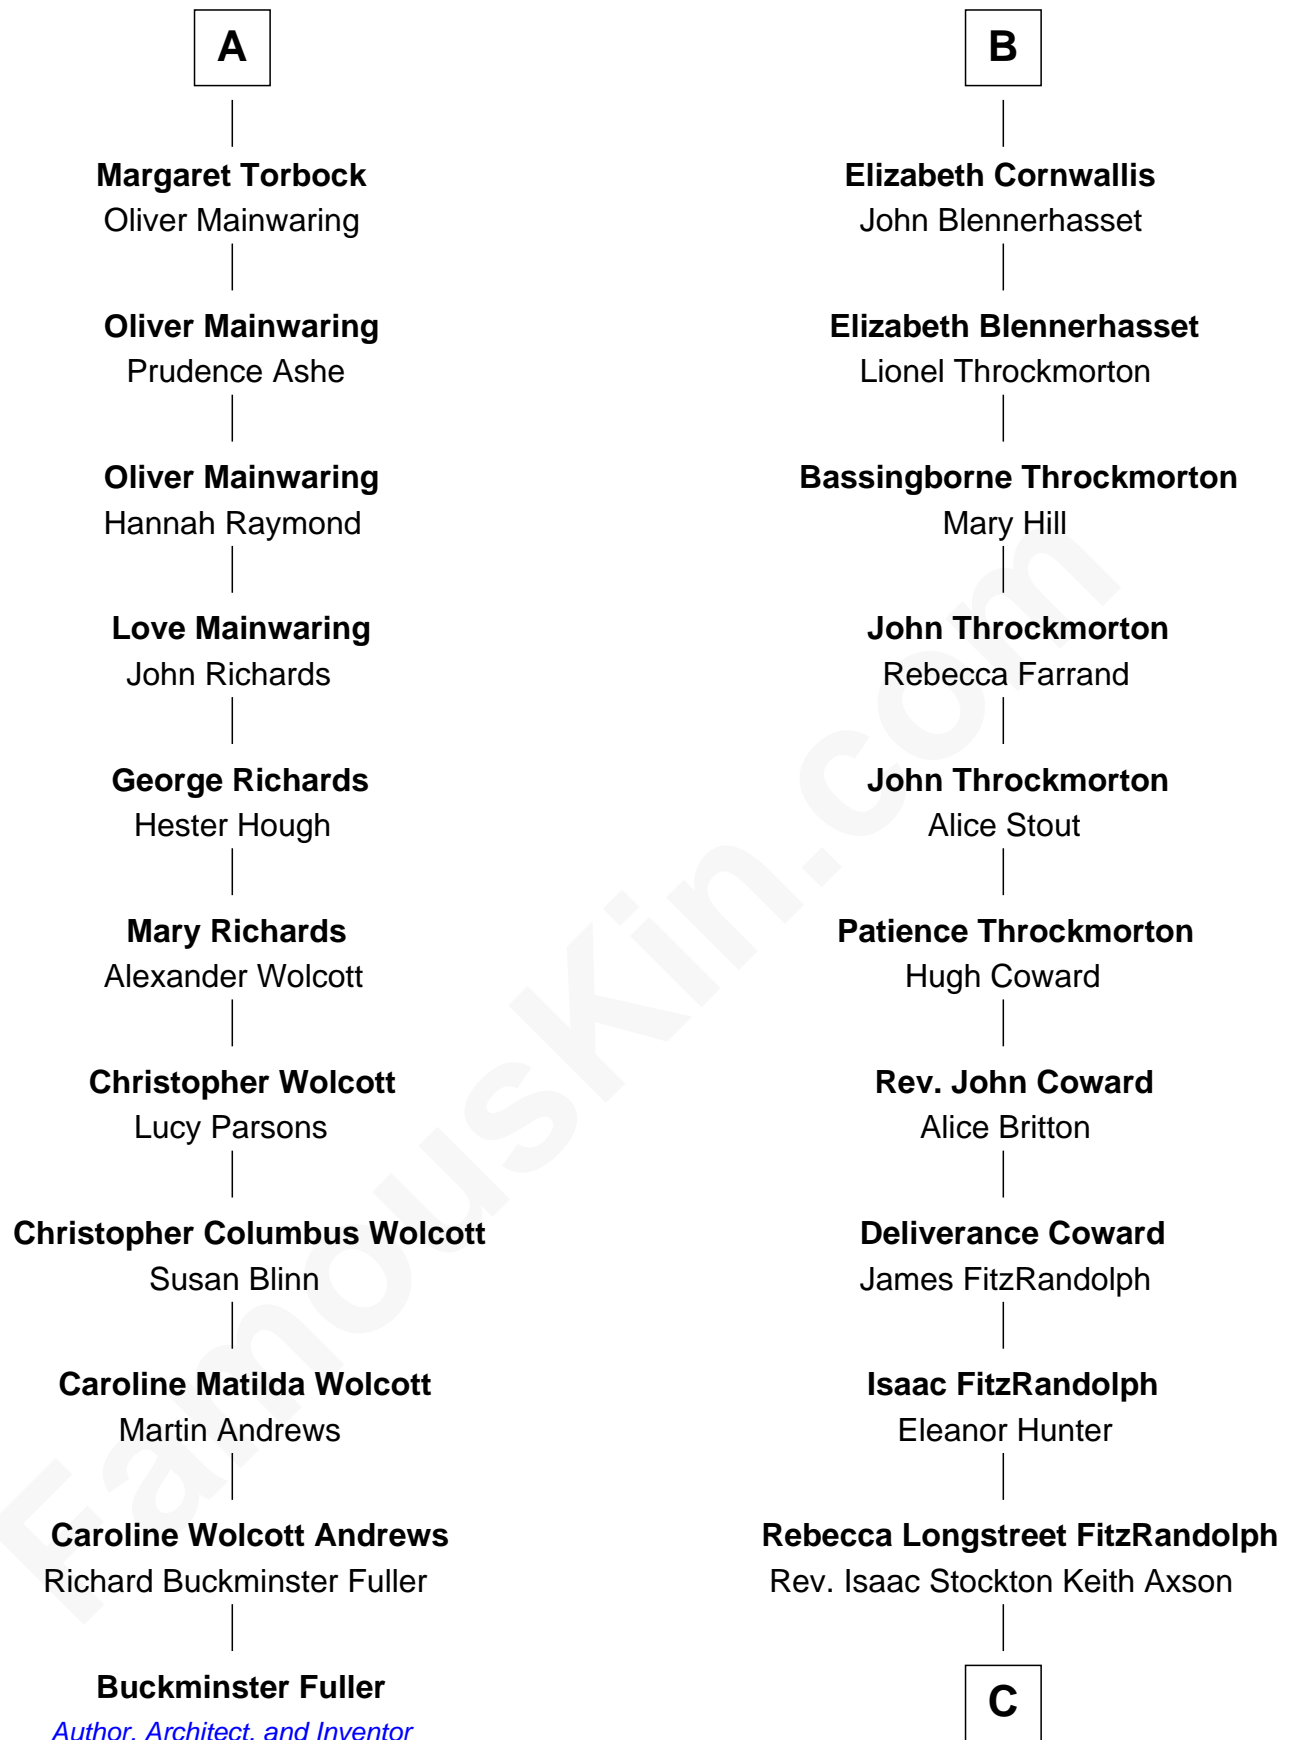 A
Margaret Torbock
Oliver Mainwaring
Oliver Mainwaring
Prudence Ashe
Oliver Mainwaring
Hannah Raymond
Love Mainwaring
John Richards
George Richards
Hester Hough
Mary Richards
Alexander Wolcott
Christopher Wolcott
Lucy Parsons
Christopher Columbus Wolcott
Susan Blinn
Caroline Matilda Wolcott
Martin Andrews
Caroline Wolcott Andrews
Richard Buckminster Fuller
Buckminster Fuller
Author, Architect, and Inventor
B
Elizabeth Cornwallis
John Blennerhasset
Elizabeth Blennerhasset
Lionel Throckmorton
Bassingborne Throckmorton
Mary Hill
John Throckmorton
Rebecca Farrand
John Throckmorton
Alice Stout
Patience Throckmorton
Hugh Coward
Rev. John Coward
Alice Britton
Deliverance Coward
James FitzRandolph
Isaac FitzRandolph
Eleanor Hunter
Rebecca Longstreet FitzRandolph
Rev. Isaac Stockton Keith Axson
C
FamousKin.com